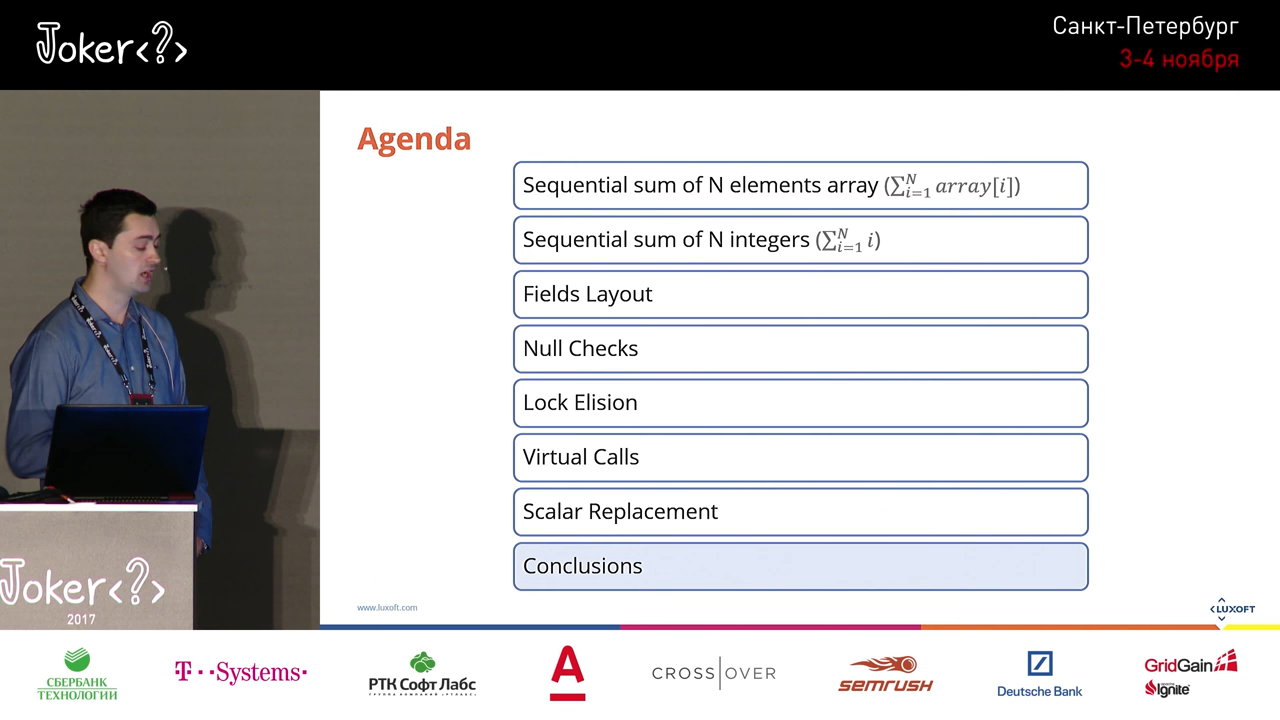 Joker<?>
Санкт-Петербург
3-4 ноября
Agenda
Sequential sum of N elements array (∑_{i=1}^{N} array[i])
Sequential sum of N integers (∑_{i=1}^{N} i)
Fields Layout
Null Checks
Lock Elision
Virtual Calls
Scalar Replacement
Conclusions
www.luxoft.com
LUXOFT
Joker<?>
2017
СБЕРБАНК
ТЕХНОЛОГИИ
T··Systems·
РТК Софт Лабс
А
CROSS|OVER
semrush
Deutsche Bank
GridGain
Ignite